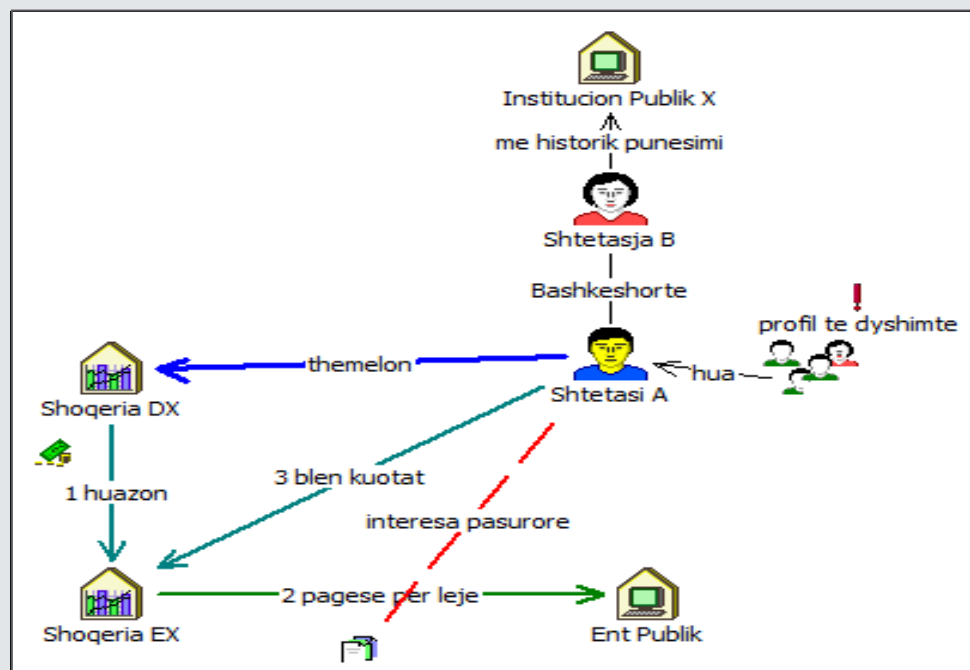 Institucion Publik X
me historik punesimi
Shtetasja B
Bashkeshorte
profil te dyshimte
themelon
hua
Shtetasi A
Shoqeria DX
3 blen kuotat
1 huazon
interesa pasurore
2 pagese per leje
Shoqeria EX
Ent Publik